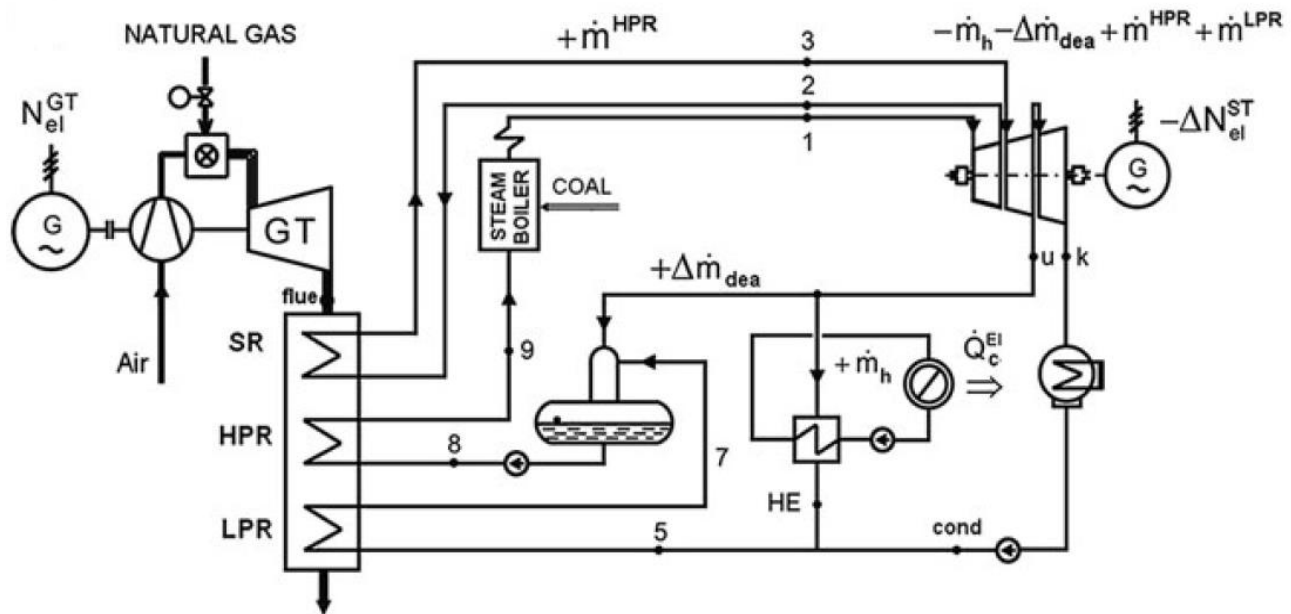 NATURAL GAS
+ṁ^HPR
3
−ṁ_h−Δṁ_dea+ṁ^HPR+ṁ^LPR
2
N_el^GT
1
−ΔN_el^ST
G
~
GT
STEAM BOILER
COAL
G
~
u
k
+Δṁ_dea
flue
Air
SR
9
+ṁ_h
Q̇_c^EI
HPR
8
7
LPR
HE
5
cond